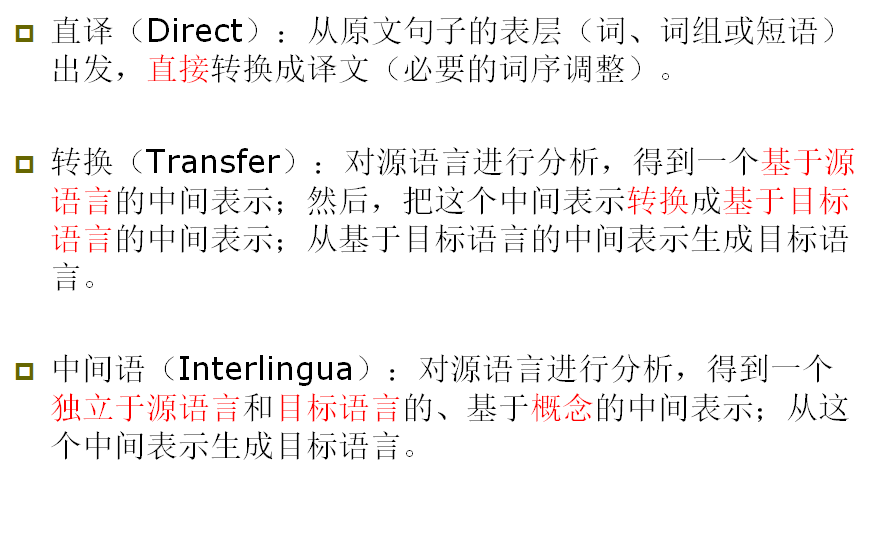 直译（Direct）：从原文句子的表层（词、词组或短语）
出发，直接转换成译文（必要的词序调整）。
转换（Transfer）：对源语言进行分析，得到一个基于源
语言的中间表示；然后，把这个中间表示转换成基于目标
语言的中间表示；从基于目标语言的中间表示生成目标语
言。
中间语（Interlingua）：对源语言进行分析，得到一个
独立于源语言和目标语言的、基于概念的中间表示；从这
个中间表示生成目标语言。